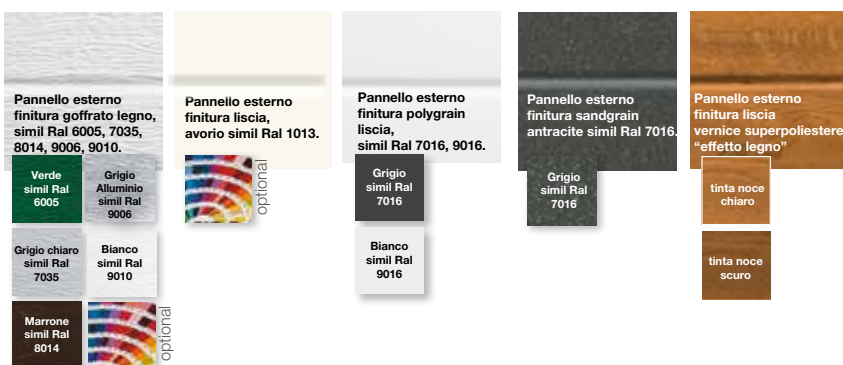 Pannello esterno
finitura goffrato legno,
simil Ral 6005, 7035,
8014, 9006, 9010.
Verde
simil Ral
6005
Grigio
Alluminio
simil Ral
9006
Grigio chiaro
simil Ral
7035
Bianco
simil Ral
9010
Marrone
simil Ral
8014
optional
Pannello esterno
finitura liscia,
avorio simil Ral 1013.
optional
Pannello esterno
finitura polygrain
liscia,
simil Ral 7016, 9016.
Grigio
simil Ral
7016
Bianco
simil Ral
9016
Pannello esterno
finitura sandgrain
antracite simil Ral 7016.
Grigio
simil Ral
7016
Pannello esterno
finitura liscia
vernice superpoliestere
“effetto legno”
tinta noce
chiaro
tinta noce
scuro